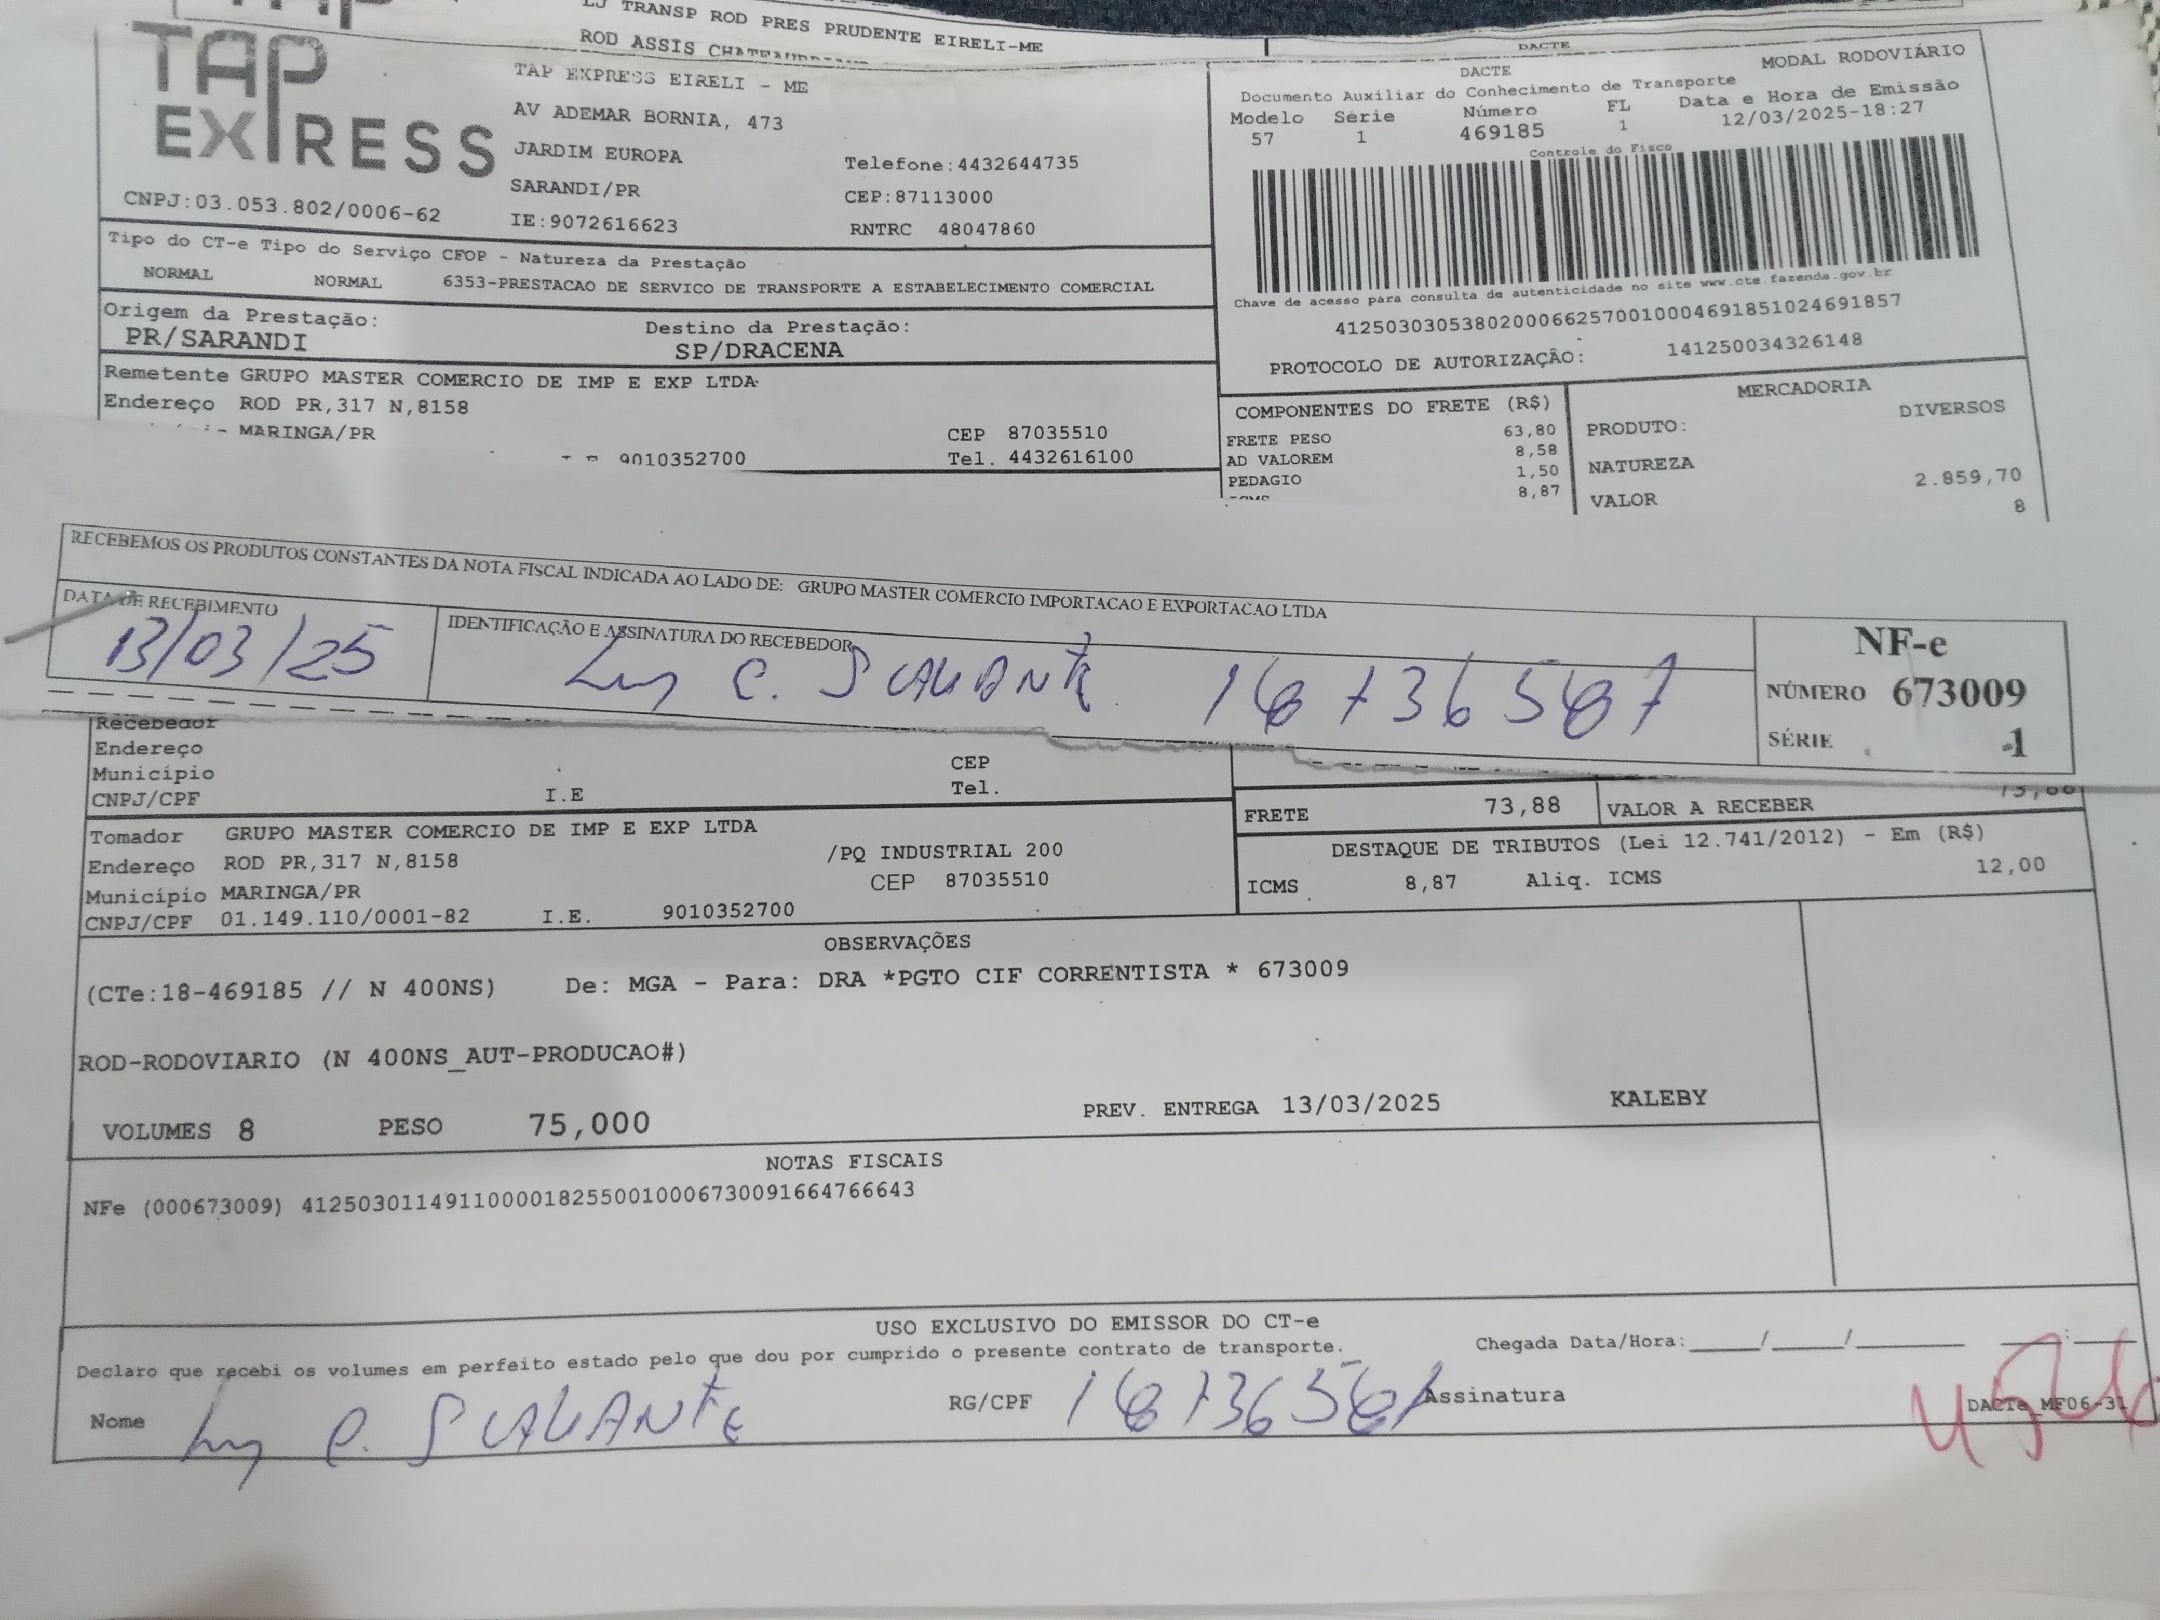 LJ TRANSP ROD PRES PRUDENTE EIRELI-ME
ROD ASSIS
DACTE
TAP EXPRESS
TAP EXPRESS EIRELI - ME
AV ADEMAR BORNIA, 473
JARDIM EUROPA
Telefone:4432644735
SARANDI/PR
CEP:87113000
CNPJ:03.053.802/0006-62
IE:9072616623
RNTRC 48047860
DACTE
MODAL RODOVIÁRIO
Documento Auxiliar do Conhecimento de Transporte
Modelo Série Número FL Data e Hora de Emissão
57 1 469185 1 12/03/2025-18:27
Controle do Fisco
Chave de acesso para consulta de autenticidade no site www.cte.fazenda.gov.br
41250303053802000662570010004691851024691857
PROTOCOLO DE AUTORIZAÇÃO: 141250034326148
Tipo do CT-e Tipo do Serviço CFOP - Natureza da Prestação
NORMAL NORMAL 6353-PRESTACAO DE SERVICO DE TRANSPORTE A ESTABELECIMENTO COMERCIAL
Origem da Prestação: Destino da Prestação:
PR/SARANDI SP/DRACENA
Remetente GRUPO MASTER COMERCIO DE IMP E EXP LTDA
Endereço ROD PR,317 N,8158
MARINGA/PR CEP 87035510
9010352700 Tel. 4432616100
COMPONENTES DO FRETE (R$)
FRETE PESO 63,80
AD VALOREM 8,58
PEDAGIO 1,50
ICMS 8,87
MERCADORIA
PRODUTO: DIVERSOS
NATUREZA
VALOR 2.859,70
8
RECEBEMOS OS PRODUTOS CONSTANTES DA NOTA FISCAL INDICADA AO LADO DE: GRUPO MASTER COMERCIO IMPORTACAO E EXPORTACAO LTDA
DATA DE RECEBIMENTO
13/03/25
IDENTIFICAÇÃO E ASSINATURA DO RECEBEDOR
C. SCALIANTE 16736567
NF-e
NÚMERO 673009
SÉRIE 1
Recebedor
Endereço
Município CEP
CNPJ/CPF I.E Tel.
FRETE 73,88 VALOR A RECEBER 73,88
Tomador GRUPO MASTER COMERCIO DE IMP E EXP LTDA
Endereço ROD PR,317 N,8158 /PQ INDUSTRIAL 200
Município MARINGA/PR CEP 87035510
CNPJ/CPF 01.149.110/0001-82 I.E. 9010352700
DESTAQUE DE TRIBUTOS (Lei 12.741/2012) - Em (R$)
ICMS 8,87 Aliq. ICMS 12,00
OBSERVAÇÕES
(CTe:18-469185 // N 400NS) De: MGA - Para: DRA *PGTO CIF CORRENTISTA * 673009
ROD-RODOVIARIO (N 400NS_AUT-PRODUCAO#)
VOLUMES 8 PESO 75,000 PREV. ENTREGA 13/03/2025 KALEBY
NOTAS FISCAIS
NFe (000673009) 41250301149110000182550010006730091664766643
USO EXCLUSIVO DO EMISSOR DO CT-e
Declaro que recebi os volumes em perfeito estado pelo que dou por cumprido o presente contrato de transporte. Chegada Data/Hora:_____/_____/________ ___:____
Nome C. SCALIANTE RG/CPF 16736567 Assinatura
DACTe_MF06-31